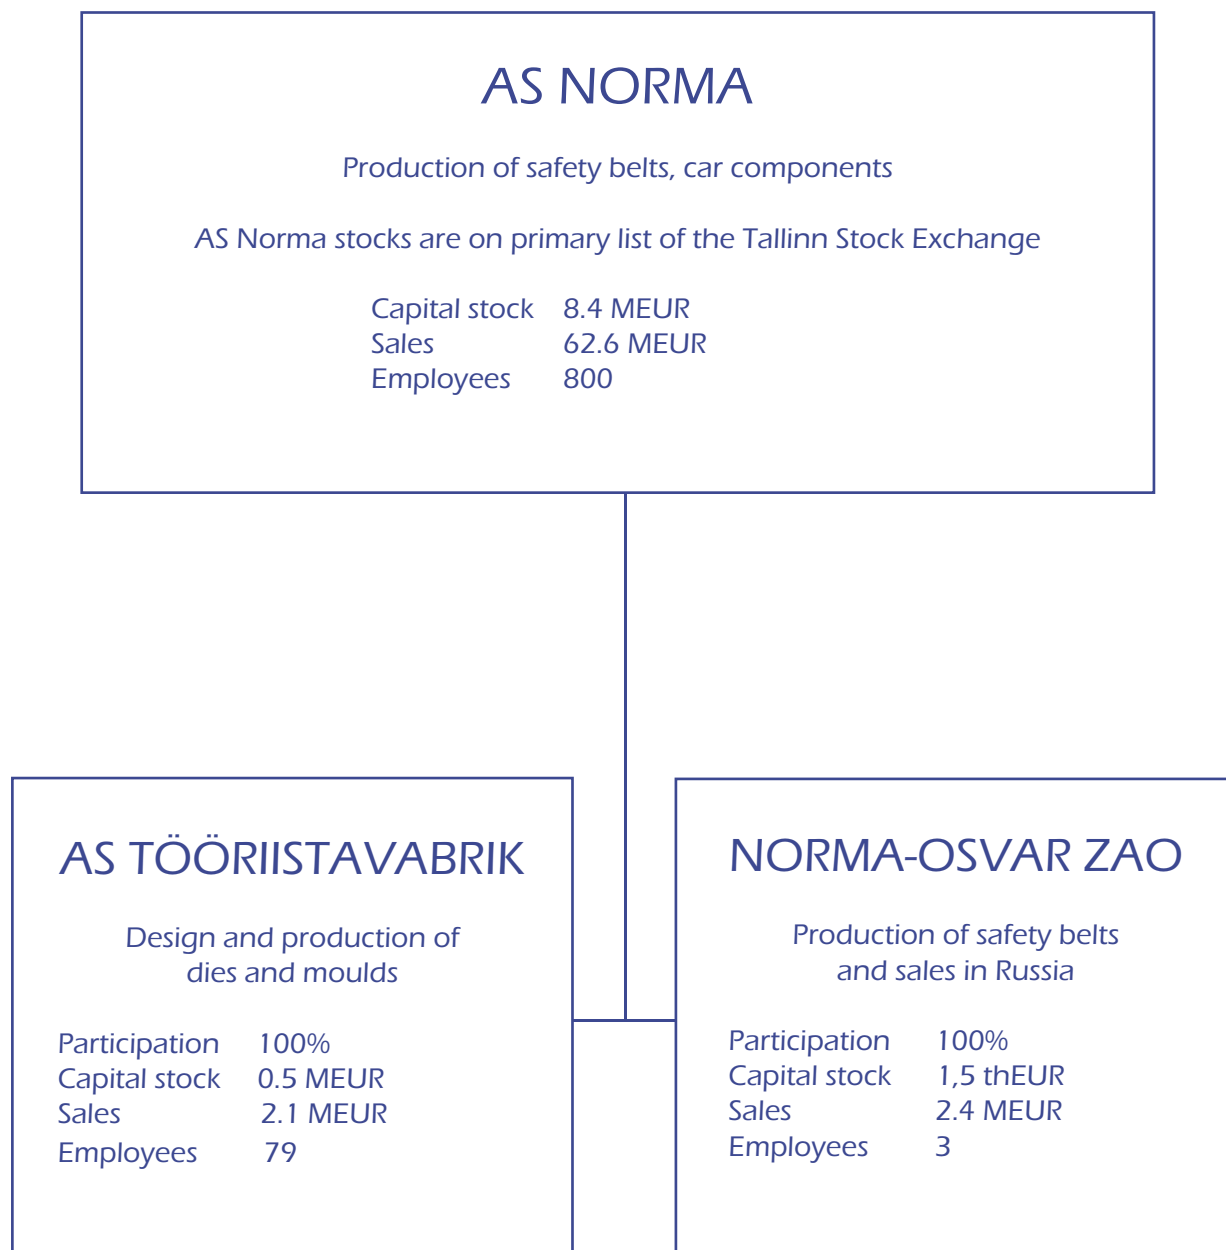 AS NORMA
Production of safety belts, car components
AS Norma stocks are on primary list of the Tallinn Stock Exchange
Capital stock 8.4 MEUR
Sales 62.6 MEUR
Employees 800
AS TÖÖRIISTAVABRIK
Design and production of
dies and moulds
Participation 100%
Capital stock 0.5 MEUR
Sales 2.1 MEUR
Employees 79
NORMA-OSVAR ZAO
Production of safety belts
and sales in Russia
Participation 100%
Capital stock 1,5 thEUR
Sales 2.4 MEUR
Employees 3